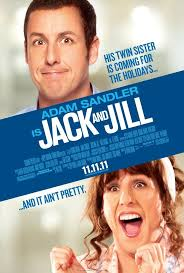 HIS TWIN SISTER
IS COMING FOR
THE HOLIDAYS...
ADAM SANDLER
IS JACK AND JILL
11.11.11
...AND IT AIN'T PRETTY.